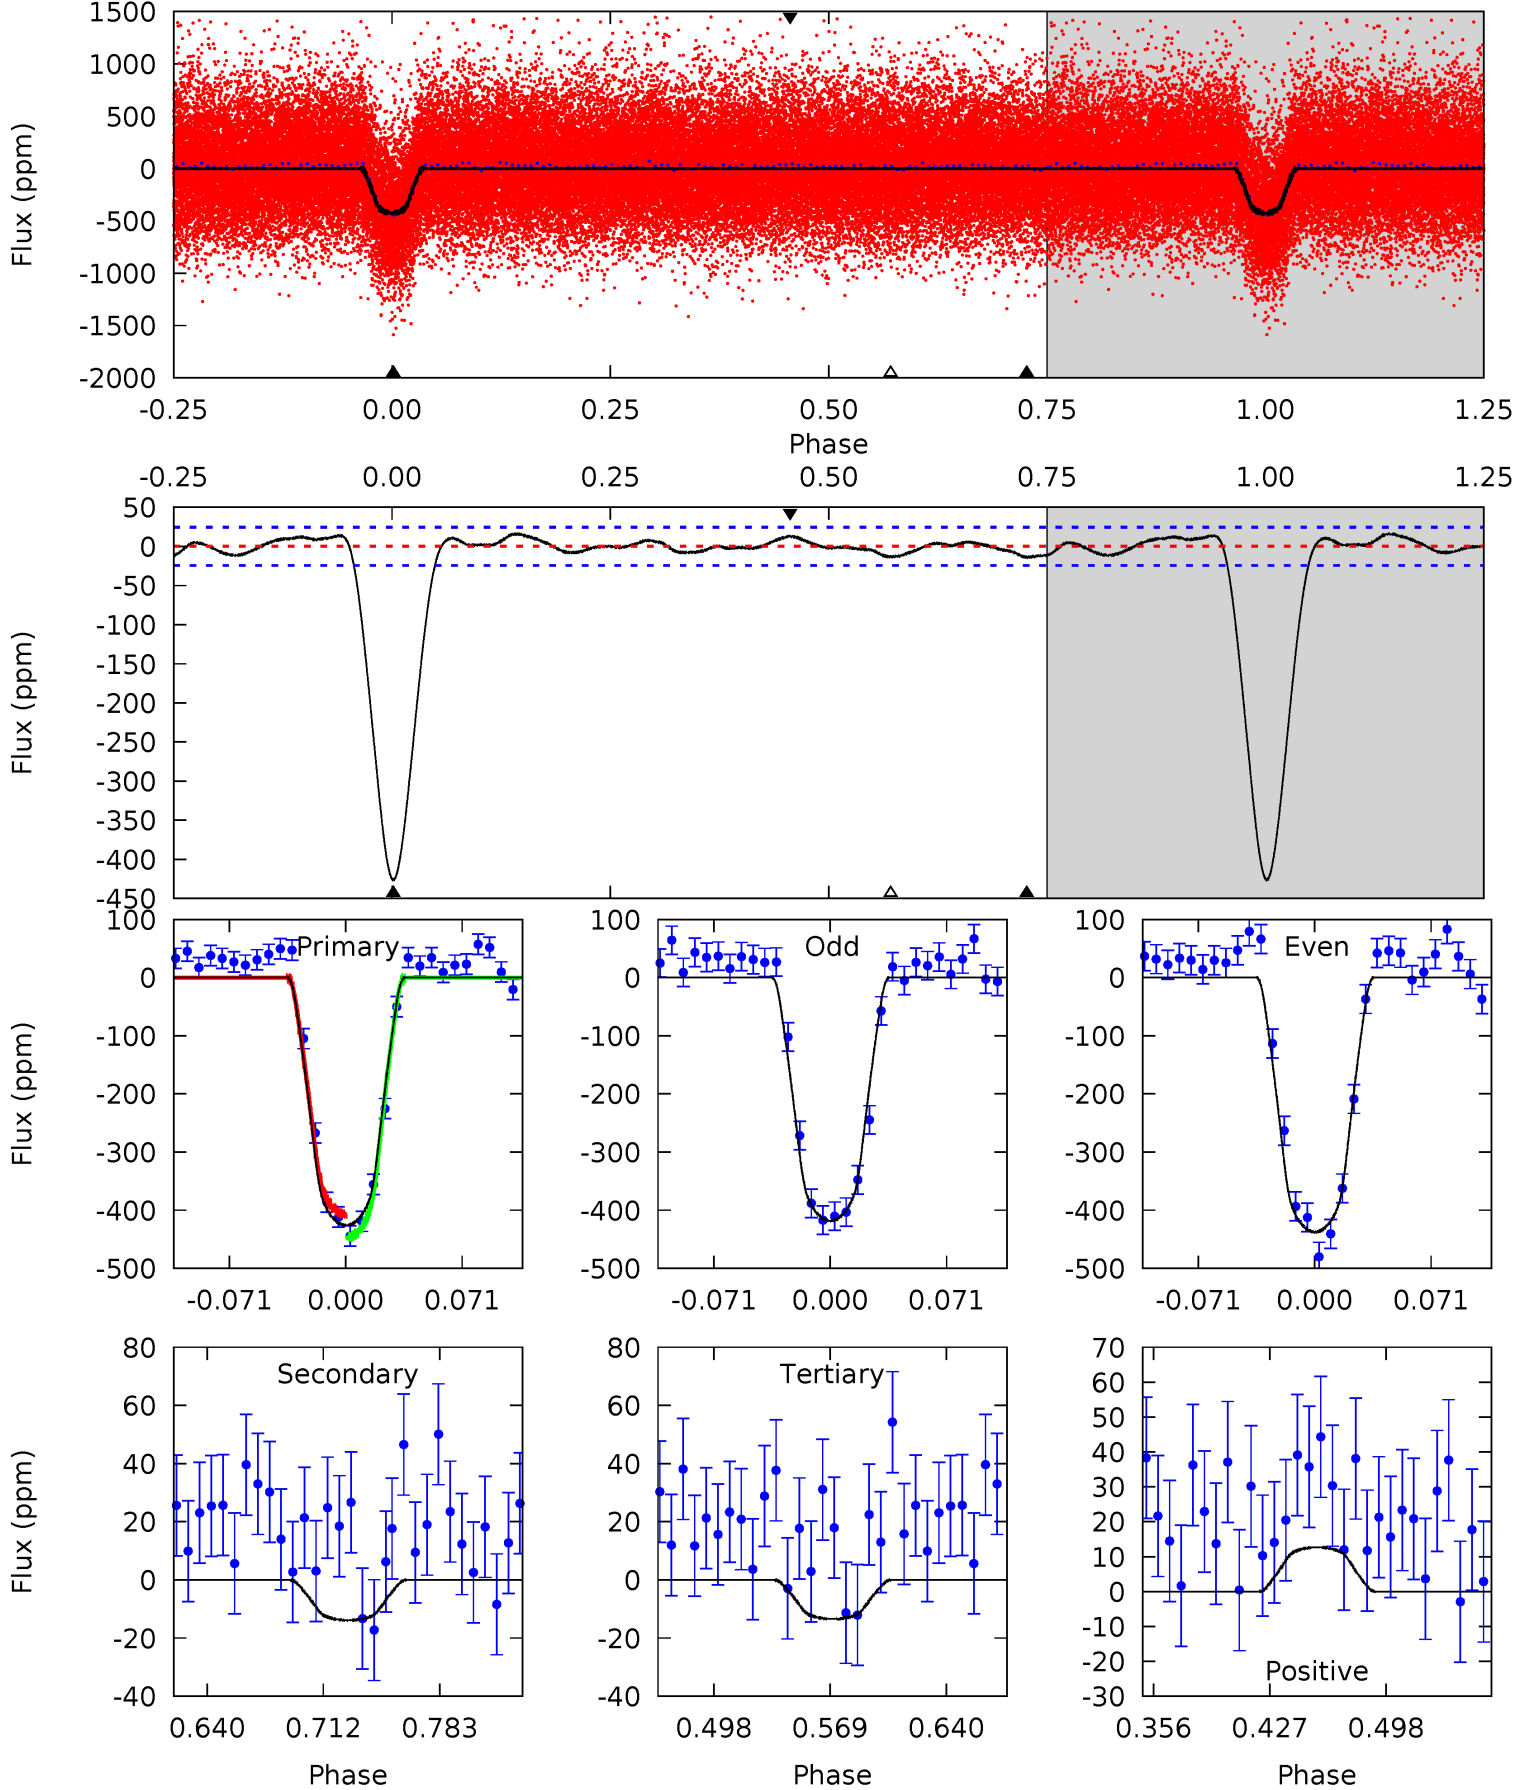 1500
1000
500
0
-500
-1000
-1500
-2000
Flux (ppm)
-0.25 0.00 0.25 0.50 0.75 1.00 1.25
Phase
-0.25 0.00 0.25 0.50 0.75 1.00 1.25
50
0
-50
-100
-150
-200
-250
-300
-350
-400
-450
Flux (ppm)
Primary Odd Even
100 100 100
0 0 0
-100 -100 -100
-200 -200 -200
-300 -300 -300
-400 -400 -400
-500 -500 -500
Flux (ppm)
-0.071 0.000 0.071 -0.071 0.000 0.071 -0.071 0.000 0.071
Secondary Tertiary
80 80 70
60 60 60
40 40 50
20 20 40
0 0 30
-20 -20 20
-40 -40 10
0
-10
-20
-30
Positive
Flux (ppm)
0.640 0.712 0.783 0.498 0.569 0.640 0.356 0.427 0.498
Phase Phase Phase